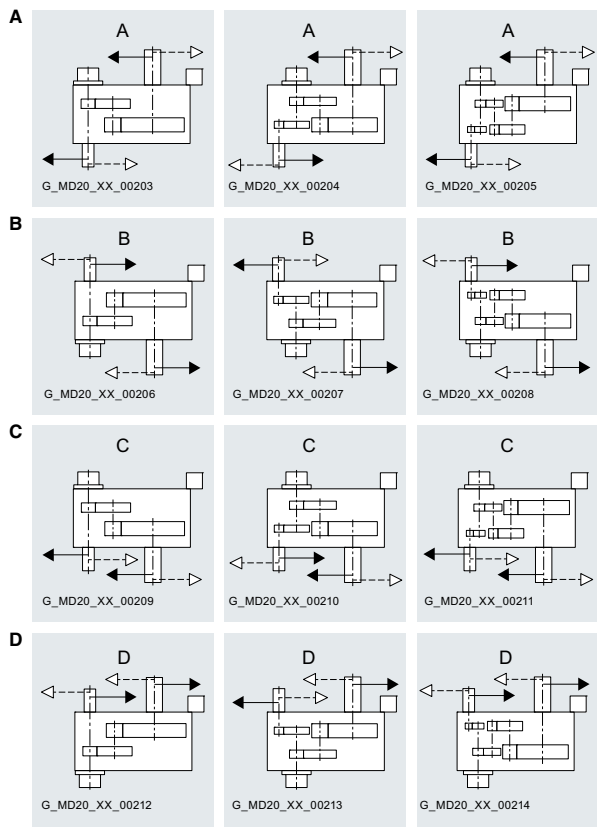 A
A
A
A
G_MD20_XX_00203
G_MD20_XX_00204
G_MD20_XX_00205
B
B
B
B
G_MD20_XX_00206
G_MD20_XX_00207
G_MD20_XX_00208
C
C
C
C
G_MD20_XX_00209
G_MD20_XX_00210
G_MD20_XX_00211
D
D
D
D
G_MD20_XX_00212
G_MD20_XX_00213
G_MD20_XX_00214